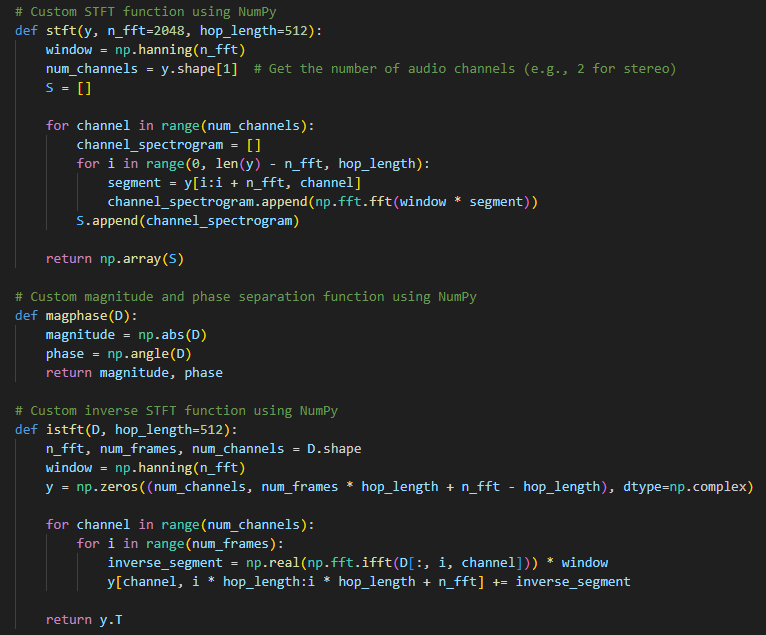 # Custom STFT function using NumPy
def stft(y, n_fft=2048, hop_length=512):
    window = np.hanning(n_fft)
    num_channels = y.shape[1]  # Get the number of audio channels (e.g., 2 for stereo)
    S = []

    for channel in range(num_channels):
        channel_spectrogram = []
        for i in range(0, len(y) - n_fft, hop_length):
            segment = y[i:i + n_fft, channel]
            channel_spectrogram.append(np.fft.fft(window * segment))
        S.append(channel_spectrogram)

    return np.array(S)

# Custom magnitude and phase separation function using NumPy
def magphase(D):
    magnitude = np.abs(D)
    phase = np.angle(D)
    return magnitude, phase

# Custom inverse STFT function using NumPy
def istft(D, hop_length=512):
    n_fft, num_frames, num_channels = D.shape
    window = np.hanning(n_fft)
    y = np.zeros((num_channels, num_frames * hop_length + n_fft - hop_length), dtype=np.complex)

    for channel in range(num_channels):
        for i in range(num_frames):
            inverse_segment = np.real(np.fft.ifft(D[:, i, channel])) * window
            y[channel, i * hop_length:i * hop_length + n_fft] += inverse_segment

    return y.T